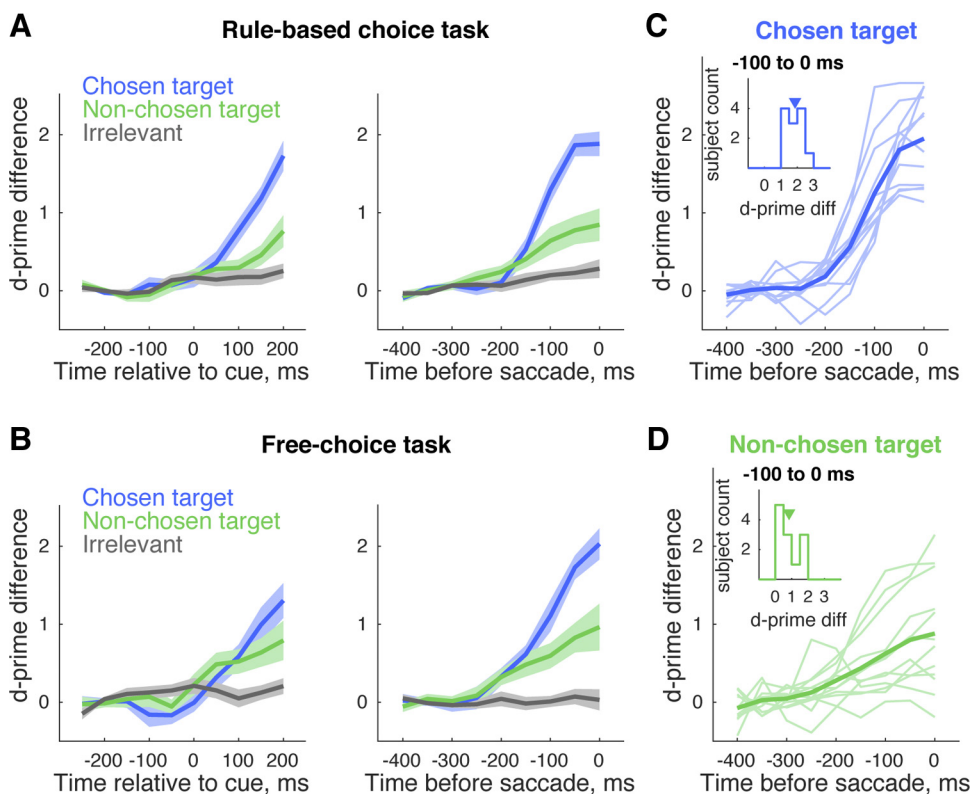 A
Rule-based choice task
Chosen target
Non-chosen target
Irrelevant
d-prime difference
2
1
0
-200 -100 0 100 200
Time relative to cue, ms
2
1
0
-400 -300 -200 -100 0
Time before saccade, ms
C
Chosen target
-100 to 0 ms
subject count
4
2
0 1 2 3
d-prime diff
d-prime difference
2
1
0
-400 -300 -200 -100 0
Time before saccade, ms
B
Free-choice task
Chosen target
Non-chosen target
Irrelevant
d-prime difference
2
1
0
-200 -100 0 100 200
Time relative to cue, ms
2
1
0
-400 -300 -200 -100 0
Time before saccade, ms
D
Non-chosen target
-100 to 0 ms
subject count
4
2
0 1 2 3
d-prime diff
d-prime difference
2
1
0
-400 -300 -200 -100 0
Time before saccade, ms